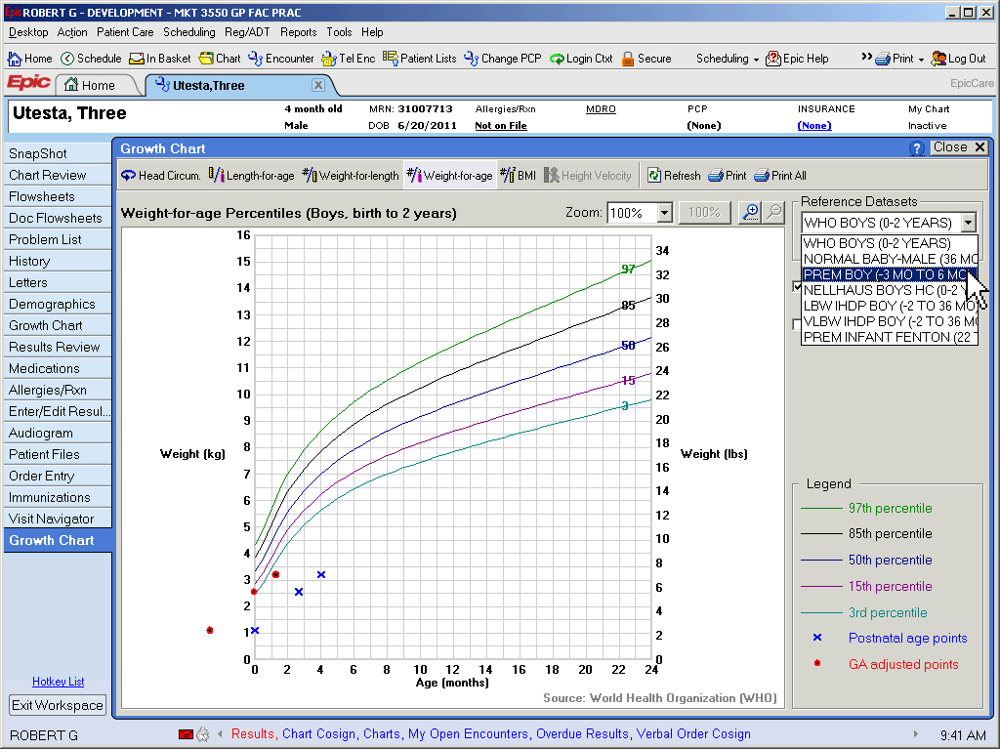 Epic ROBERT G - DEVELOPMENT - MKT 3550 GP FAC PRAC
Desktop Action Patient Care Scheduling Reg/ADT Reports Tools Help
Home Schedule In Basket Chart Encounter Tel Enc Patient Lists Change PCP Login Ctxt Secure Scheduling Epic Help Print Log Out
Epic Home Utesta,Three EpicCare
Utesta, Three
4 month old MRN: 31007713 Allergies/Rxn MDRO PCP INSURANCE My Chart
Male DOB 6/20/2011 Not on File (None) (None) Inactive
SnapShot
Chart Review
Flowsheets
Doc Flowsheets
Problem List
History
Letters
Demographics
Growth Chart
Results Review
Medications
Allergies/Rxn
Enter/Edit Resul...
Audiogram
Patient Files
Order Entry
Immunizations
Visit Navigator
Growth Chart
Hotkey List
Exit Workspace
Growth Chart ? Close
Head Circum. Length-for-age Weight-for-length Weight-for-age BMI Height Velocity Refresh Print Print All
Weight-for-age Percentiles (Boys, birth to 2 years) Zoom: 100% 100%
Reference Datasets
WHO BOYS (0-2 YEARS)
WHO BOYS (0-2 YEARS)
NORMAL BABY-MALE (36 MO
PREM BOY (-3 MO TO 6 MO
NELLHAUS BOYS HC (0-2 Y
LBW IHDP BOY (-2 TO 36 MO
VLBW IHDP BOY (-2 TO 36 MO
PREM INFANT FENTON (22
16
15
14
13
12
11
10
9
8
7
6
5
4
3
2
1
0
Weight (kg)
97
85
50
15
3
34
32
30
28
26
24
22
20
18
16
14
12
10
8
6
4
2
0
Weight (lbs)
0 2 4 6 8 10 12 14 16 18 20 22 24
Age (months)
Source: World Health Organization (WHO)
Legend
97th percentile
85th percentile
50th percentile
15th percentile
3rd percentile
Postnatal age points
GA adjusted points
ROBERT G Results, Chart Cosign, Charts, My Open Encounters, Overdue Results, Verbal Order Cosign 9:41 AM